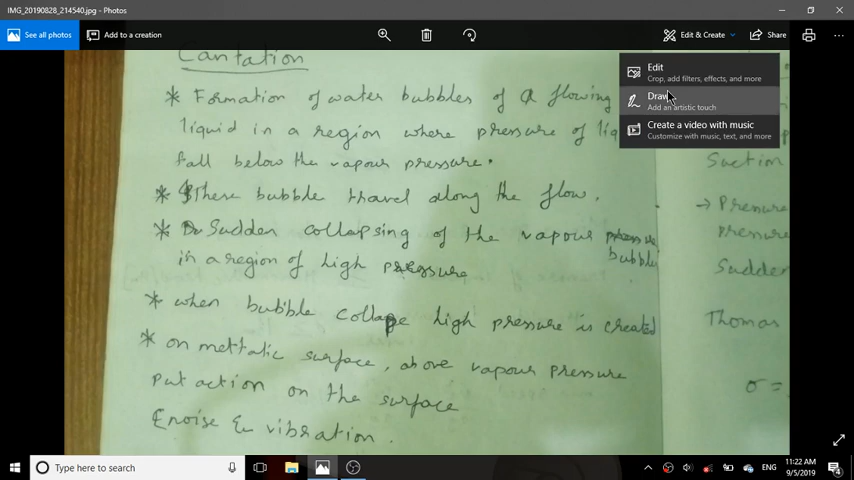 IMG_20190828_214540.jpg - Photos
See all photos
Add to a creation
Edit & Create
Share
Edit
Crop, add filters, effects, and more
Draw
Add an artistic touch
Create a video with music
Customize with music, text, and more
Cantation
* Formation of water bubbles of a flowing
liquid in a region where pressure of liq
fall below the vapour pressure.
* These bubble travel along the flow.
* Sudden collapsing of the vapour pressure
bubble
in a region of high pressure
* when bubble collapse high pressure is created
* on mettalic surface, above vapour pressure
put action on the surface
noise & vibration.
Suction
→ Pressure
pressure
Sudden
Thomas
σ =
Type here to search
ENG
11:22 AM
9/5/2019
4